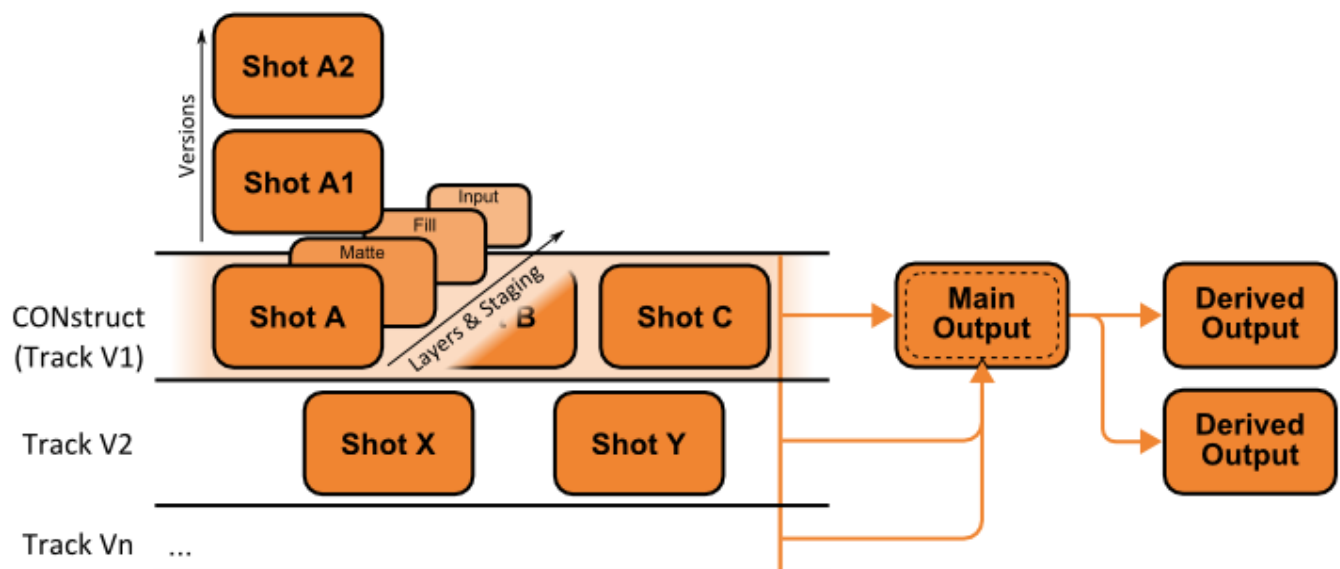 Shot A2
Versions
Shot A1
Input
Fill
Matte
Layers & Staging
CONstruct
(Track V1)
Shot A
B
Shot C
Main
Output
Derived
Output
Track V2
Shot X
Shot Y
Derived
Output
Track Vn
...